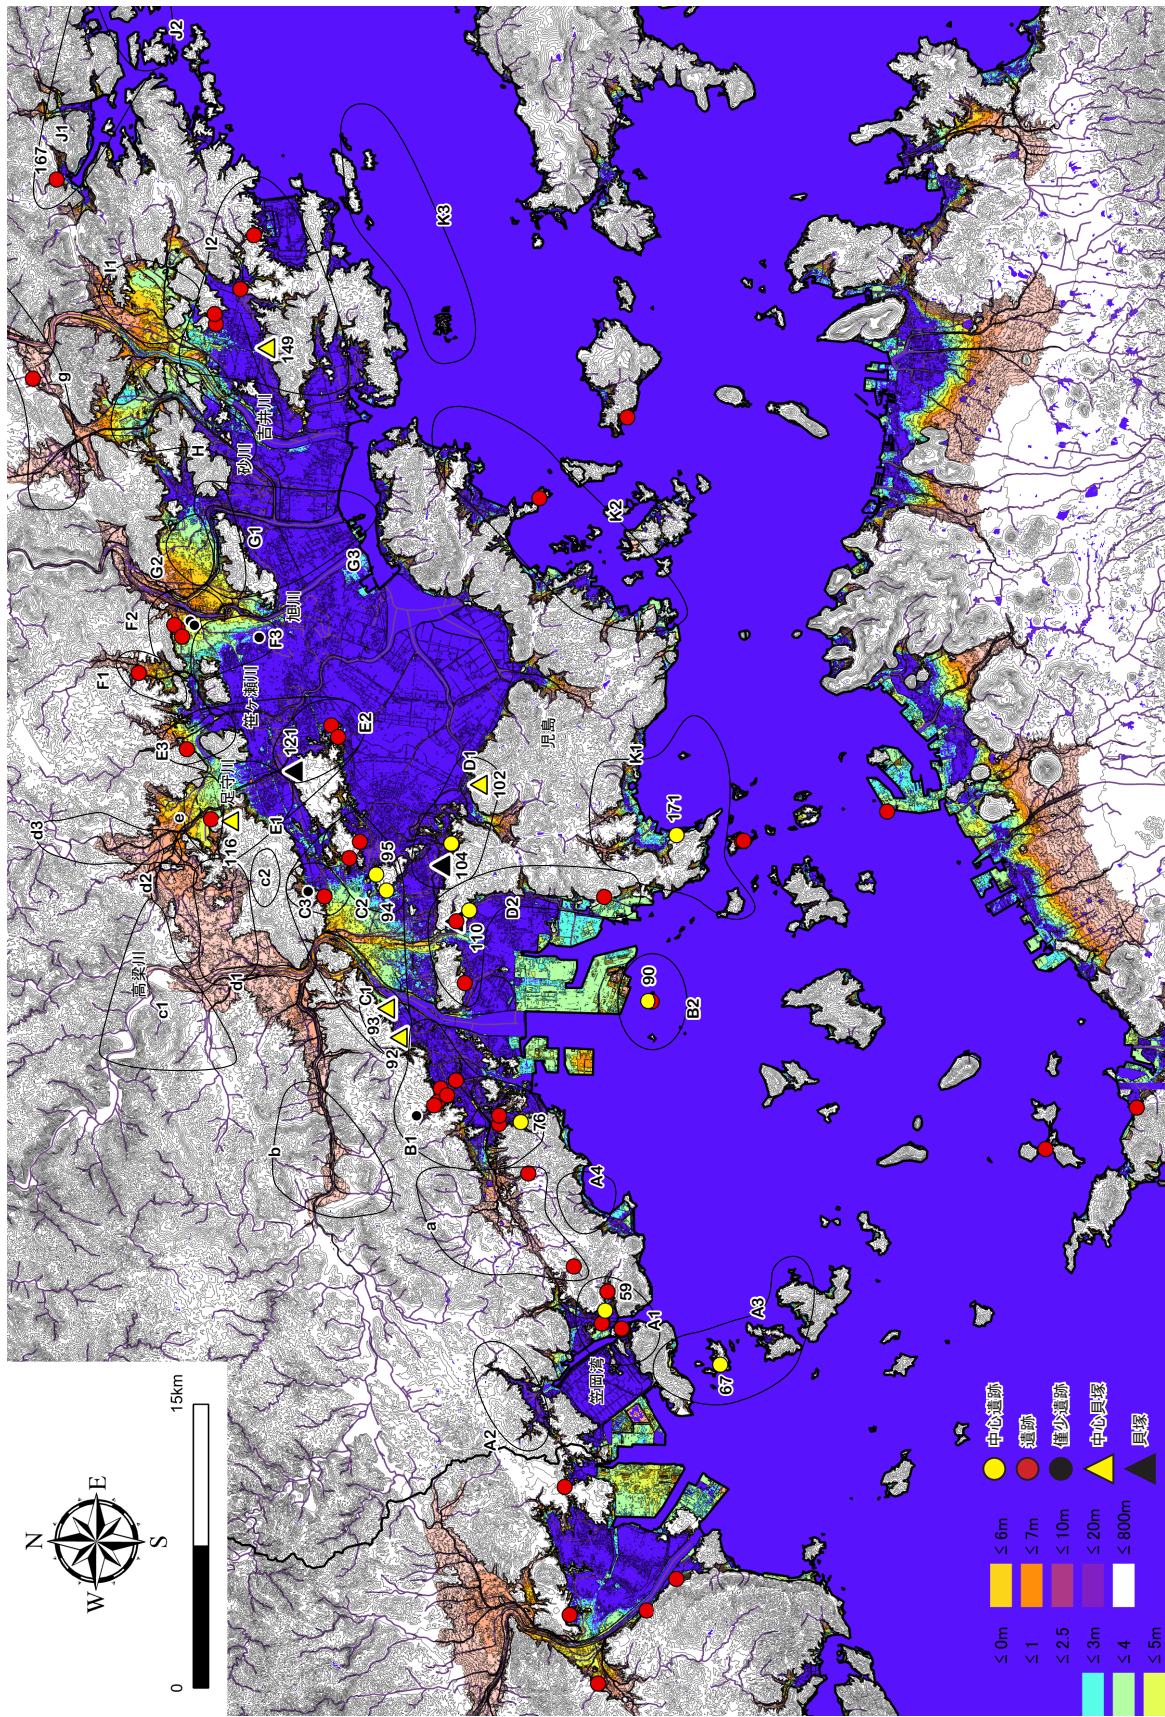 N
W
E
S
0
15km
高梁川
足守川
笹ヶ瀬川
旭川
砂川
吉井川
児島
笠岡湾
A1
A2
A3
A4
a
B1
B2
b
C1
C2
C3
c1
c2
D1
D2
d1
d2
d3
E1
E2
E3
e
F1
F2
F3
G1
G2
G3
g
H
I1
I2
J1
J2
K1
K2
K3
59
67
76
90
92
93
94
95
102
104
110
116
121
149
167
171
≤ 0m
≤ 1
≤ 2.5
≤ 3m
≤ 4
≤ 5m
≤ 6m
≤ 7m
≤ 10m
≤ 20m
≤ 800m
中心遺跡
遺跡
僅少遺跡
中心貝塚
貝塚